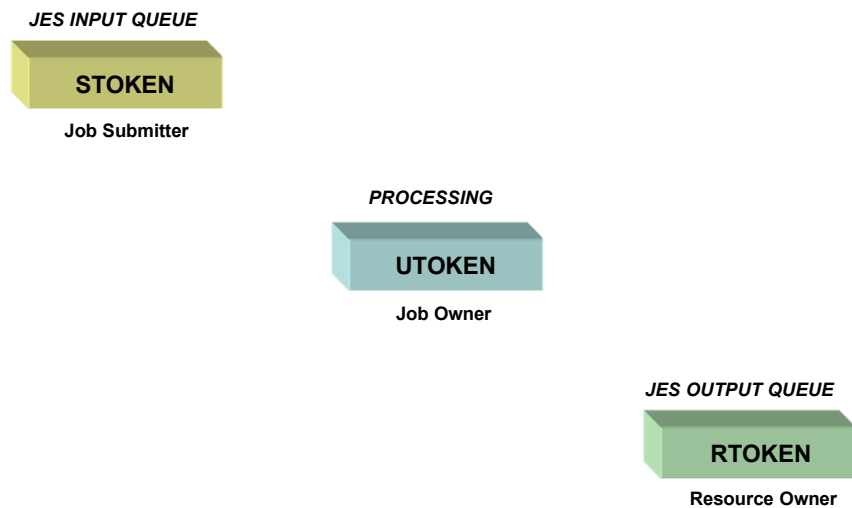 JES INPUT QUEUE
STOKEN
Job Submitter
PROCESSING
UTOKEN
Job Owner
JES OUTPUT QUEUE
RTOKEN
Resource Owner